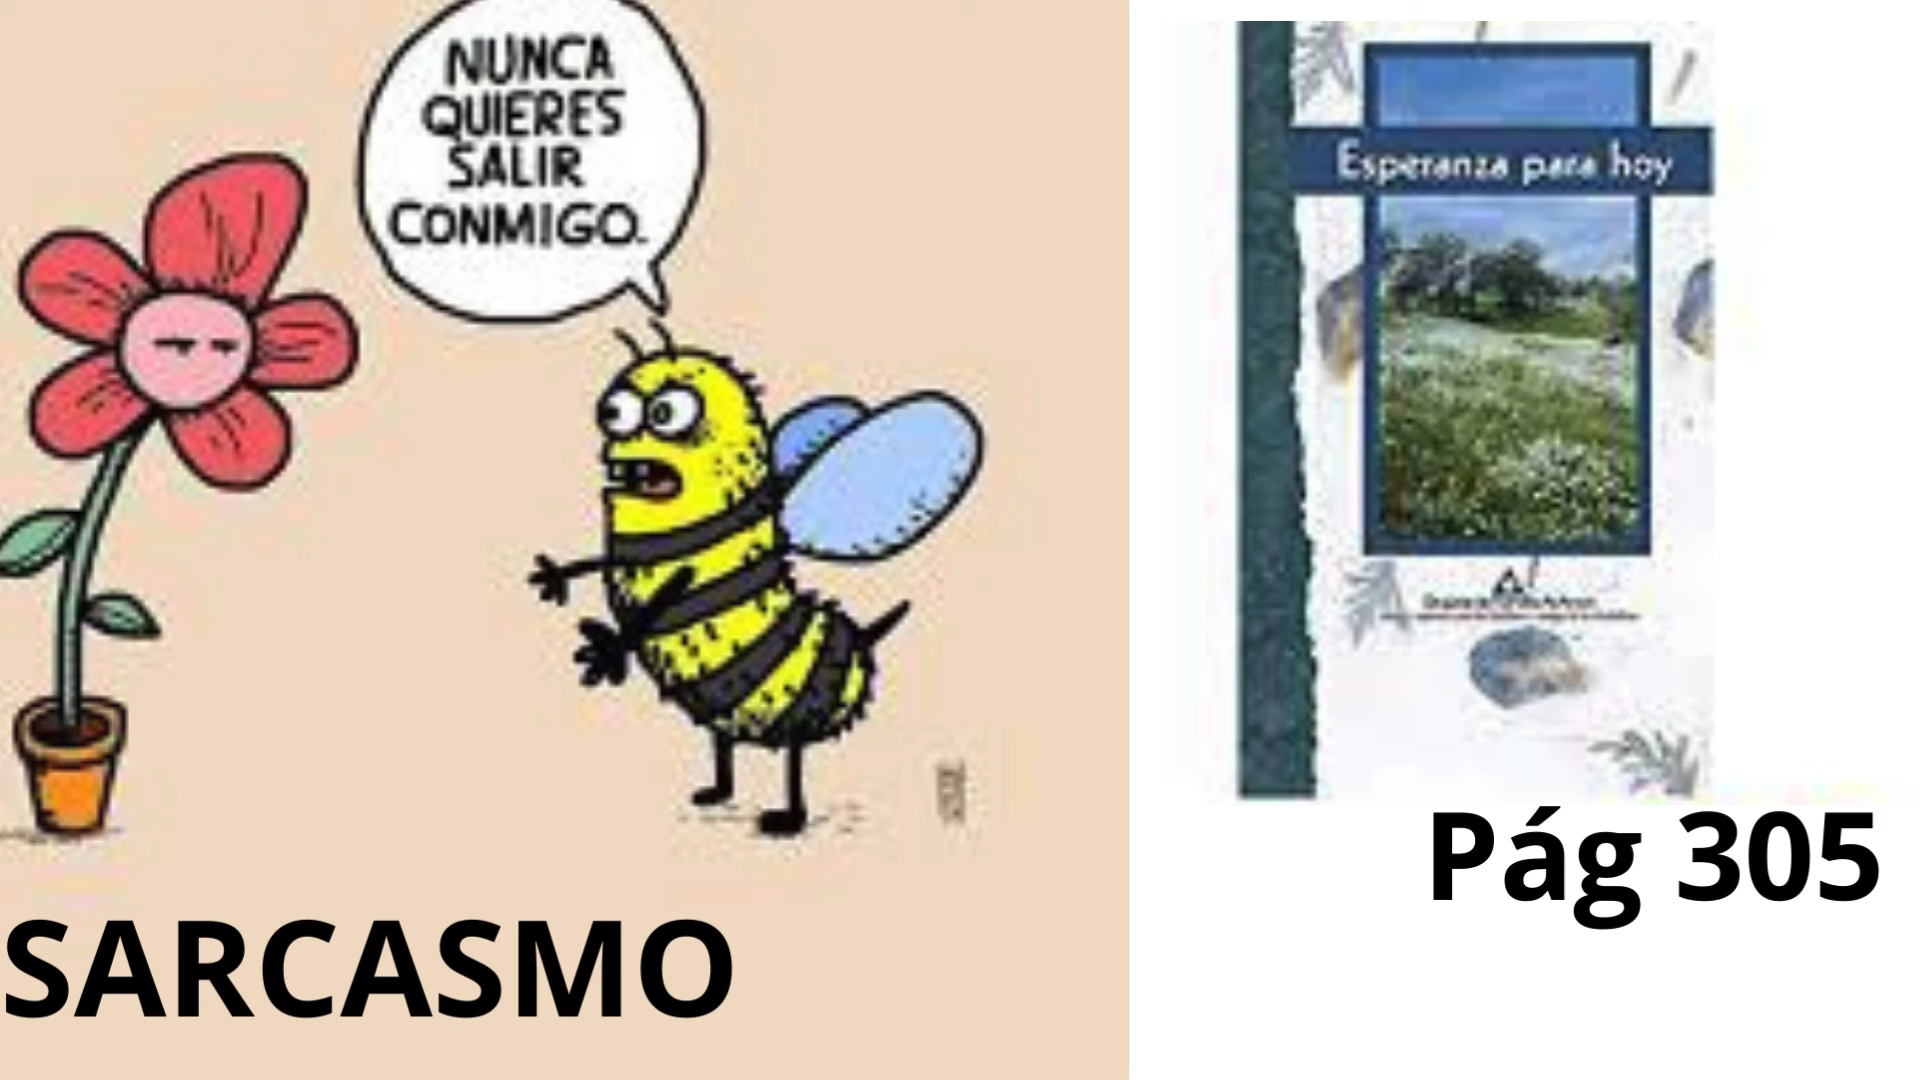 NUNCA
QUIERES
SALIR
CONMIGO.
SARCASMO
Esperanza para hoy
Pág 305